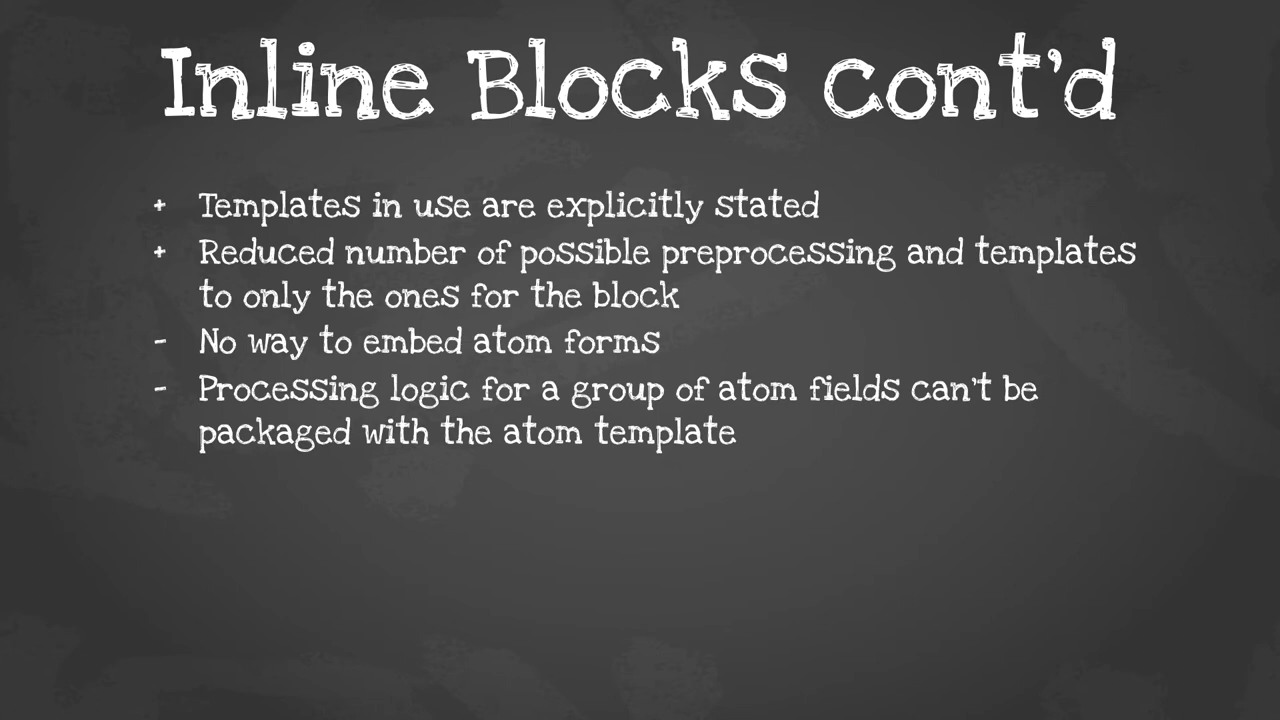 Inline Blocks cont'd
+ Templates in use are explicitly stated
+ Reduced number of possible preprocessing and templates
to only the ones for the block
- No way to embed atom forms
- Processing logic for a group of atom fields can't be
packaged with the atom template